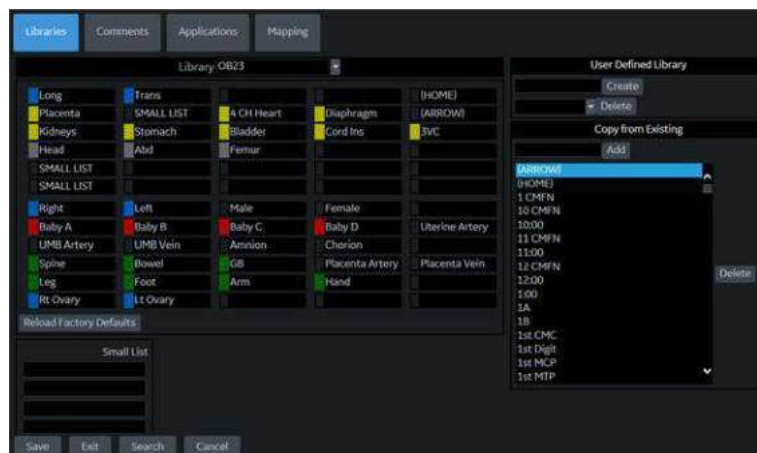 Libraries Comments Applications Mapping
Library OB23
User Defined Library
Create
Delete
Copy from Existing
Add
Long Trans (HOME)
Placenta SMALL LIST 4 CH Heart Diaphragm (ARROW)
Kidneys Stomach Bladder Cord Ins 3VC
Head Abd Femur
SMALL LIST
SMALL LIST
Right Left Male Female
Baby A Baby B Baby C Baby D Uterine Artery
UMB Artery UMB Vein Amnion Chorion
Spine Bowel GB Placenta Artery Placenta Vein
Leg Foot Arm Hand
Rt Ovary Lt Ovary
Reload Factory Defaults
(ARROW)
(HOME)
1 CMFN
10 CMFN
10:00
11 CMFN
11:00
12 CMFN
12:00
1:00
1A
1B
1st CMC
1st Digit
1st MCP
1st MTP
Delete
Small List
Save Exit Search Cancel